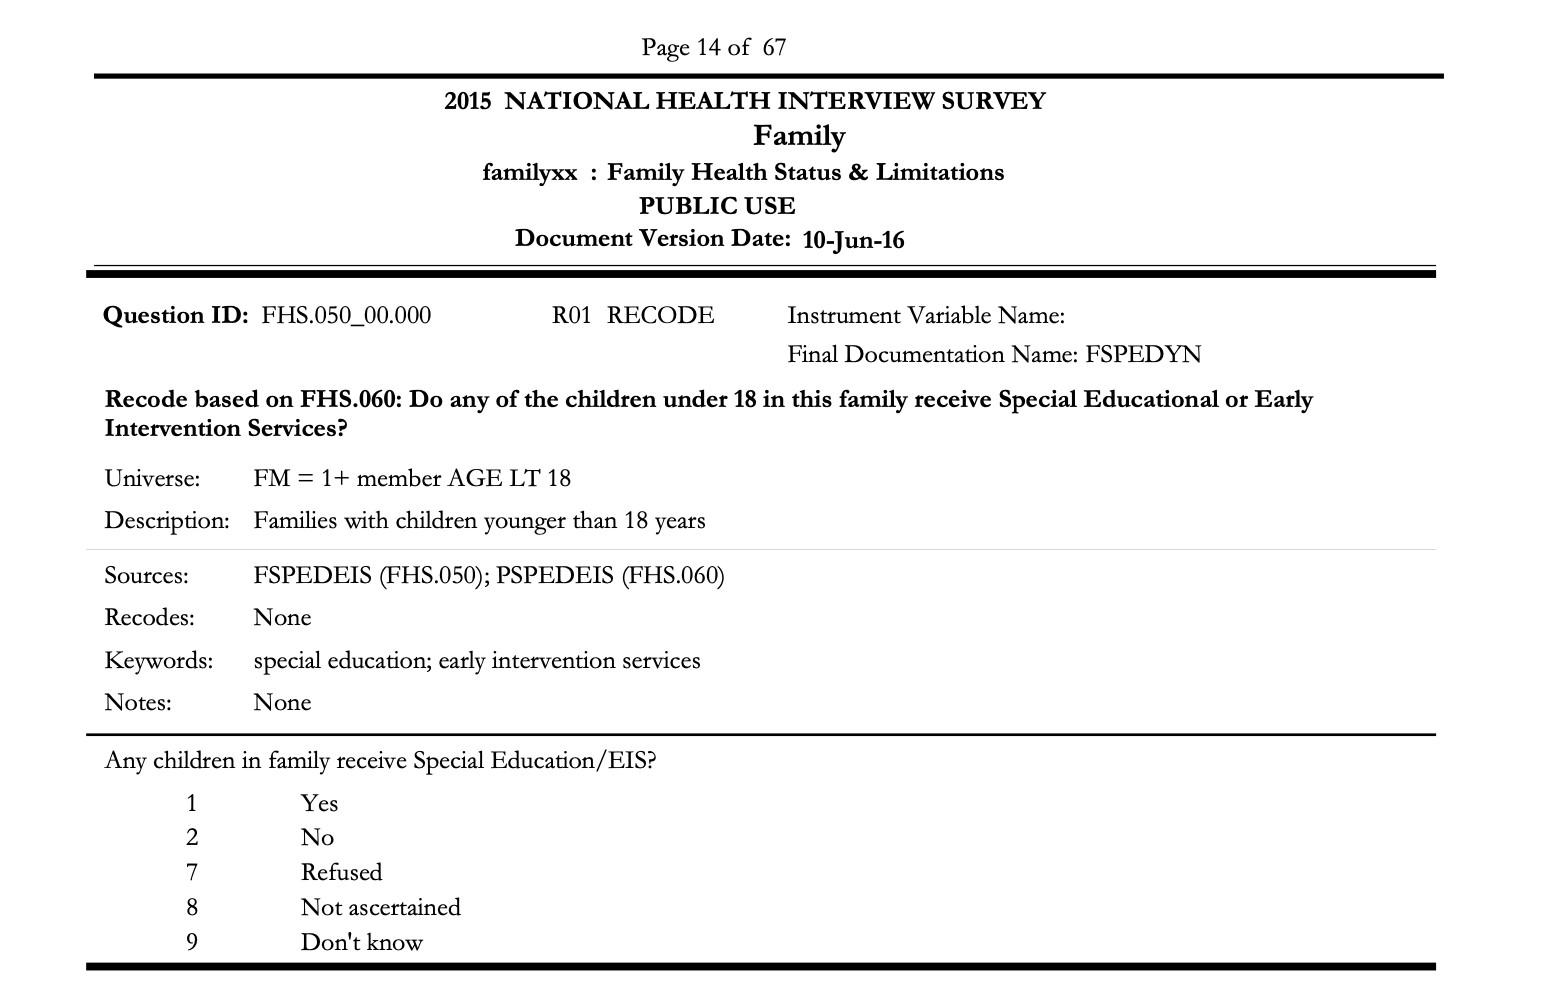 Page 14 of 67
2015 NATIONAL HEALTH INTERVIEW SURVEY
Family
familyxx : Family Health Status & Limitations
PUBLIC USE
Document Version Date: 10-Jun-16
Question ID: FHS.050_00.000 R01 RECODE Instrument Variable Name:
Final Documentation Name: FSPEDYN
Recode based on FHS.060: Do any of the children under 18 in this family receive Special Educational or Early
Intervention Services?
Universe: FM = 1+ member AGE LT 18
Description: Families with children younger than 18 years
Sources: FSPEDEIS (FHS.050); PSPEDEIS (FHS.060)
Recodes: None
Keywords: special education; early intervention services
Notes: None
Any children in family receive Special Education/EIS?
1 Yes
2 No
7 Refused
8 Not ascertained
9 Don't know